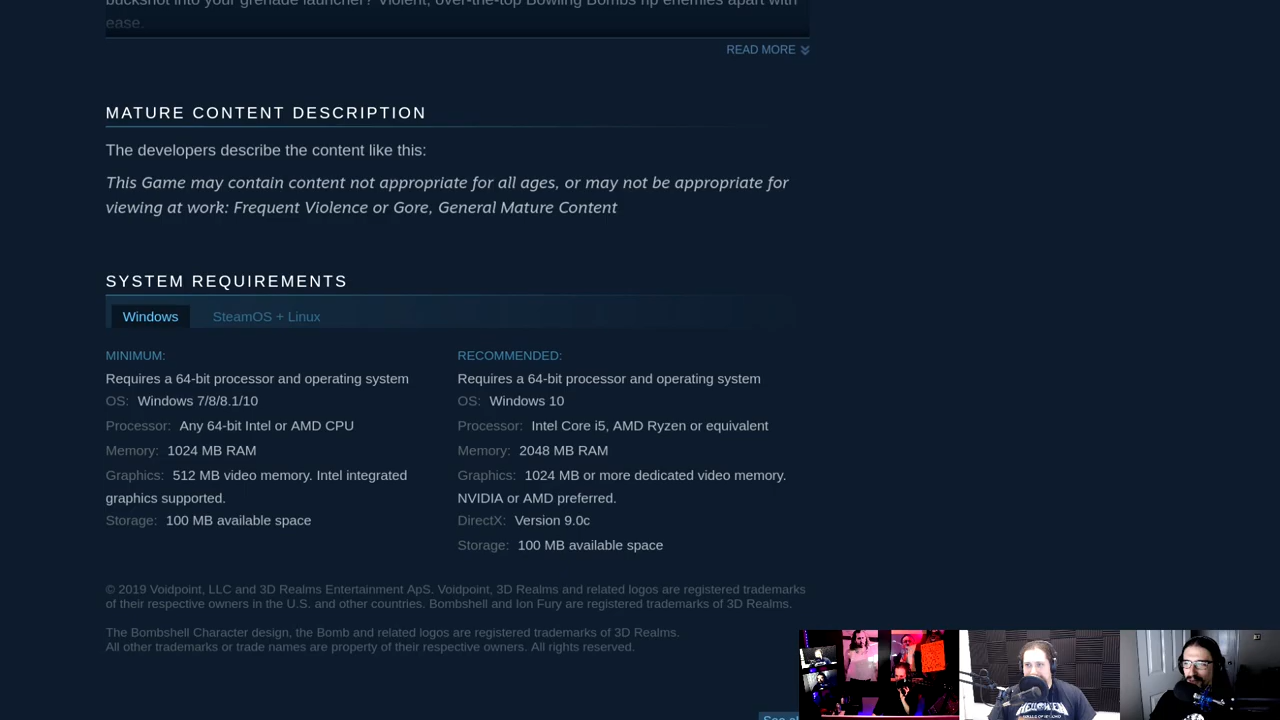 buckshot into your grenade launcher? Violent, over-the-top Bowling Bombs rip enemies apart with
ease.
READ MORE
MATURE CONTENT DESCRIPTION
The developers describe the content like this:
This Game may contain content not appropriate for all ages, or may not be appropriate for
viewing at work: Frequent Violence or Gore, General Mature Content
SYSTEM REQUIREMENTS
Windows SteamOS + Linux
MINIMUM:
Requires a 64-bit processor and operating system
OS: Windows 7/8/8.1/10
Processor: Any 64-bit Intel or AMD CPU
Memory: 1024 MB RAM
Graphics: 512 MB video memory. Intel integrated
graphics supported.
Storage: 100 MB available space
RECOMMENDED:
Requires a 64-bit processor and operating system
OS: Windows 10
Processor: Intel Core i5, AMD Ryzen or equivalent
Memory: 2048 MB RAM
Graphics: 1024 MB or more dedicated video memory.
NVIDIA or AMD preferred.
DirectX: Version 9.0c
Storage: 100 MB available space
© 2019 Voidpoint, LLC and 3D Realms Entertainment ApS. Voidpoint, 3D Realms and related logos are registered trademarks
of their respective owners in the U.S. and other countries. Bombshell and Ion Fury are registered trademarks of 3D Realms.
The Bombshell Character design, the Bomb and related logos are registered trademarks of 3D Realms.
All other trademarks or trade names are property of their respective owners. All rights reserved.
See
HELLOWEEN